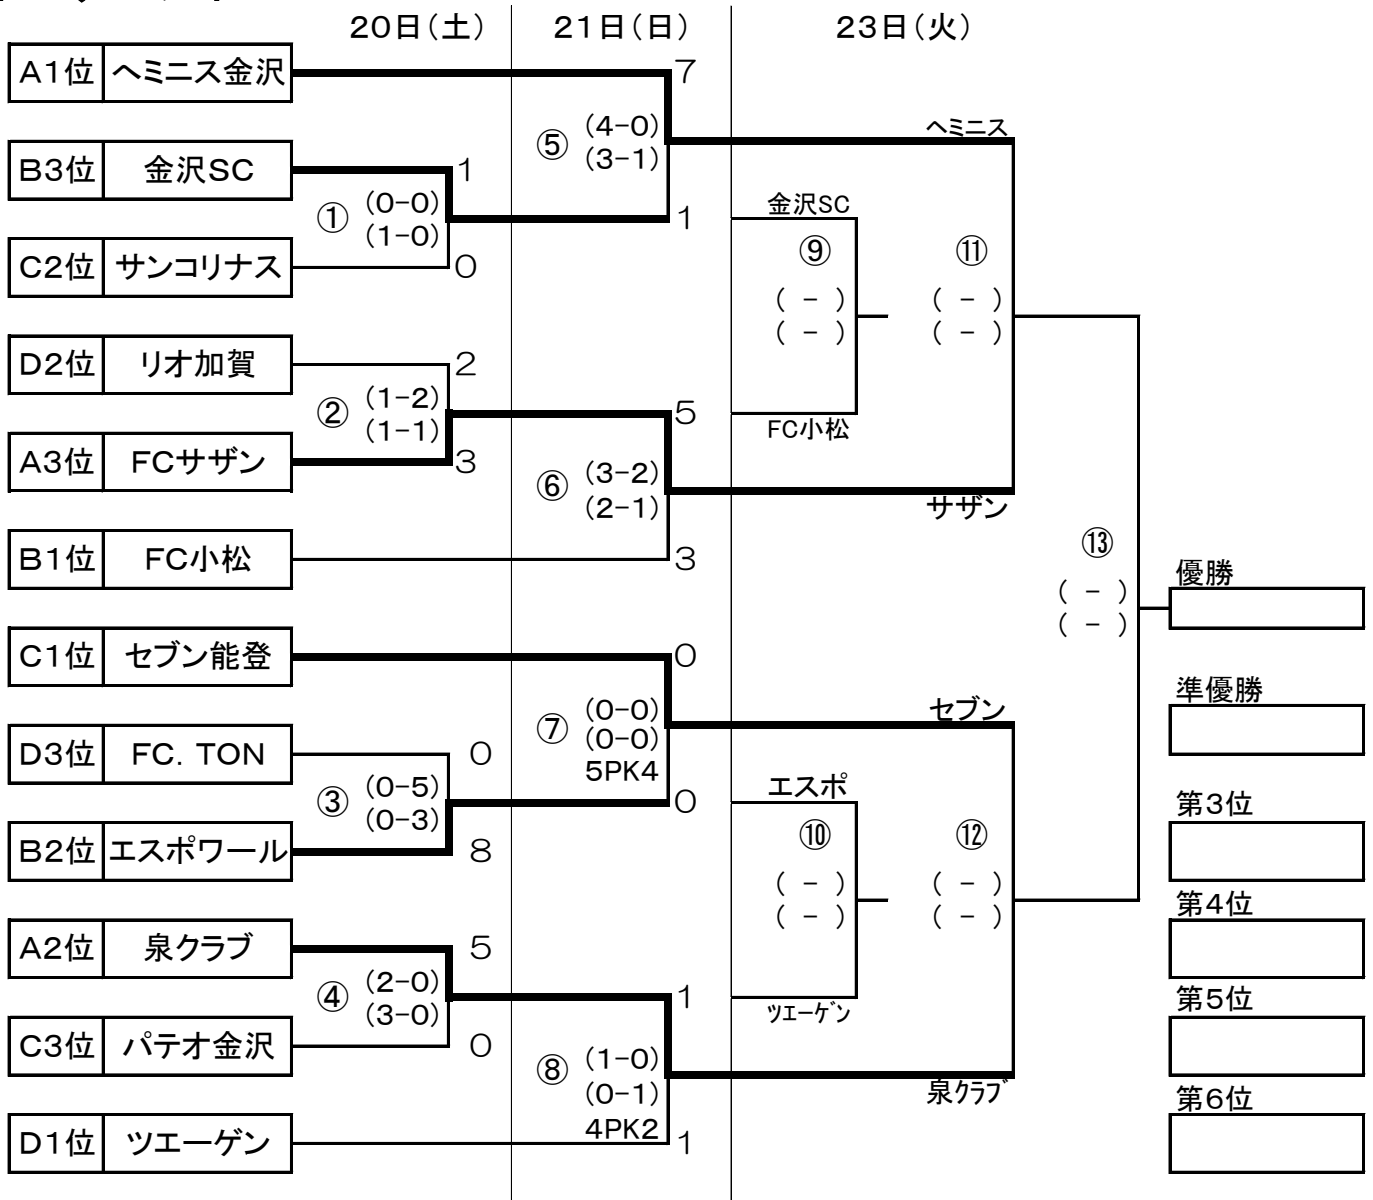 20日（土）
21日（日）
23日（火）
A1位 ヘミニス金沢
7
⑤ (4-0)
(3-1)
ヘミニス
B3位 金沢SC
1
① (0-0)
(1-0)
1
金沢SC
C2位 サンコリナス
0
⑨
( - )
( - )
⑪
( - )
( - )
D2位 リオ加賀
2
② (1-2)
(1-1)
5
FC小松
A3位 FCサザン
3
⑥ (3-2)
(2-1)
サザン
B1位 FC小松
3
⑬
( - )
( - )
優勝
C1位 セブン能登
0
⑦ (0-0)
(0-0)
5PK4
セブン
準優勝
D3位 FC．TON
0
③ (0-5)
(0-3)
0
エスポ
第3位
B2位 エスポワール
8
⑩
( - )
( - )
⑫
( - )
( - )
第4位
A2位 泉クラブ
5
④ (2-0)
(3-0)
1
ツエーゲン
第5位
C3位 パテオ金沢
0
⑧ (1-0)
(0-1)
4PK2
泉クラブ
第6位
D1位 ツエーゲン
1